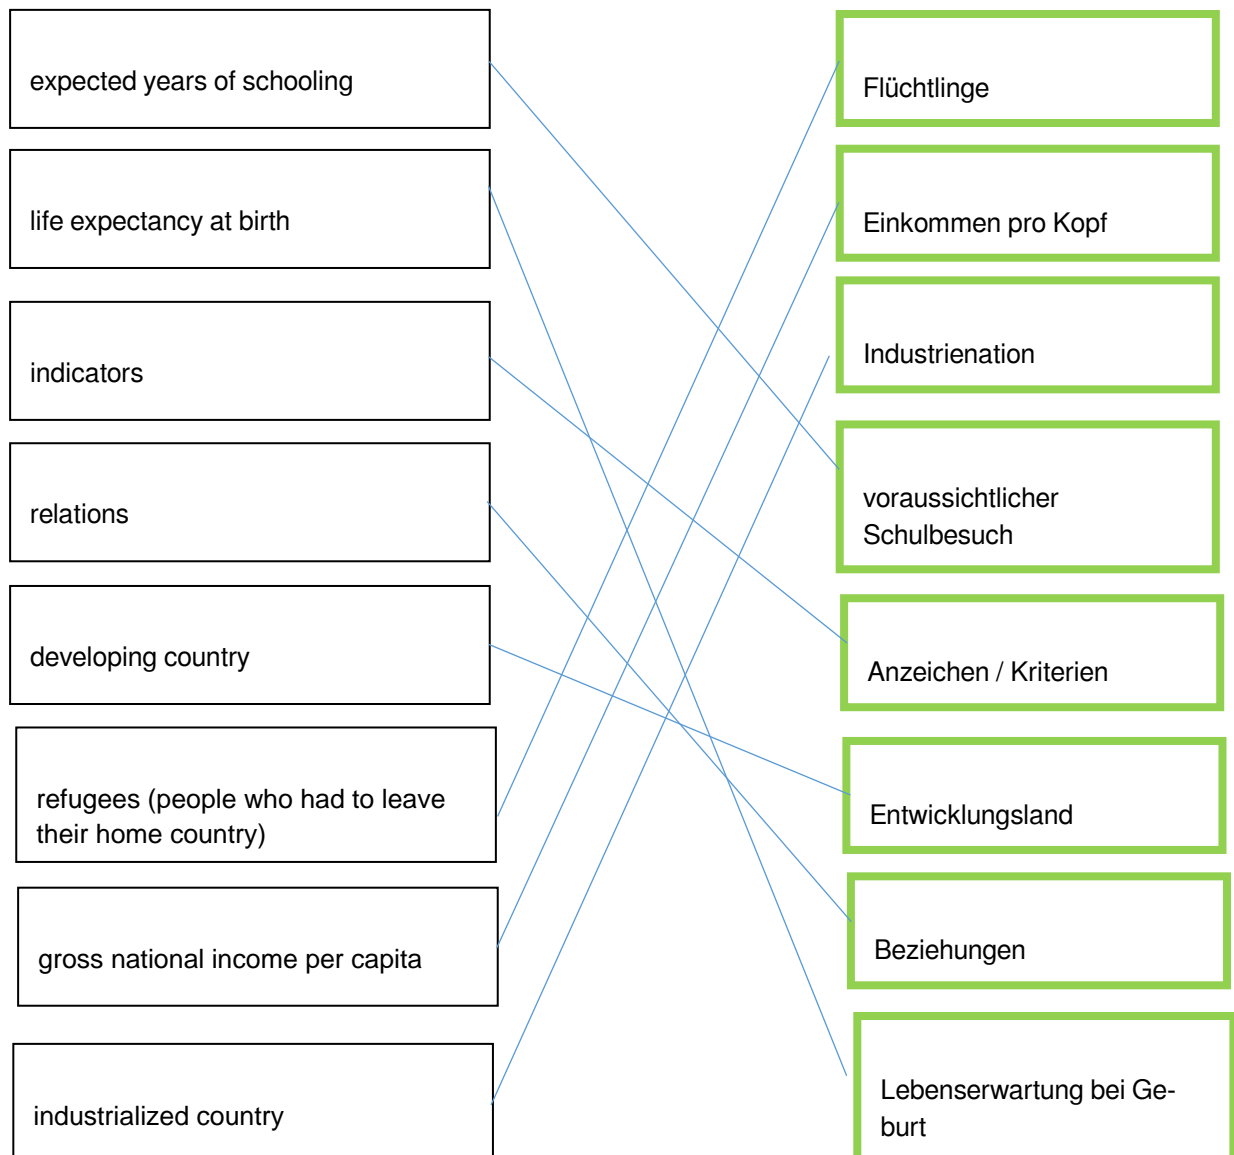 expected years of schooling
Flüchtlinge
life expectancy at birth
Einkommen pro Kopf
indicators
Industrienation
relations
voraussichtlicher
Schulbesuch
developing country
Anzeichen / Kriterien
refugees (people who had to leave
their home country)
Entwicklungsland
gross national income per capita
Beziehungen
industrialized country
Lebenserwartung bei Ge-
burt